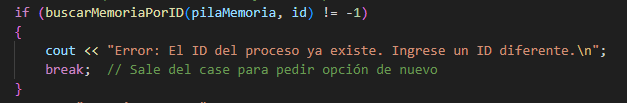 if (buscarMemoriaPorID(pilaMemoria, id) != -1)
{
cout << "Error: El ID del proceso ya existe. Ingrese un ID diferente.\n";
break;  // Sale del case para pedir opción de nuevo
}